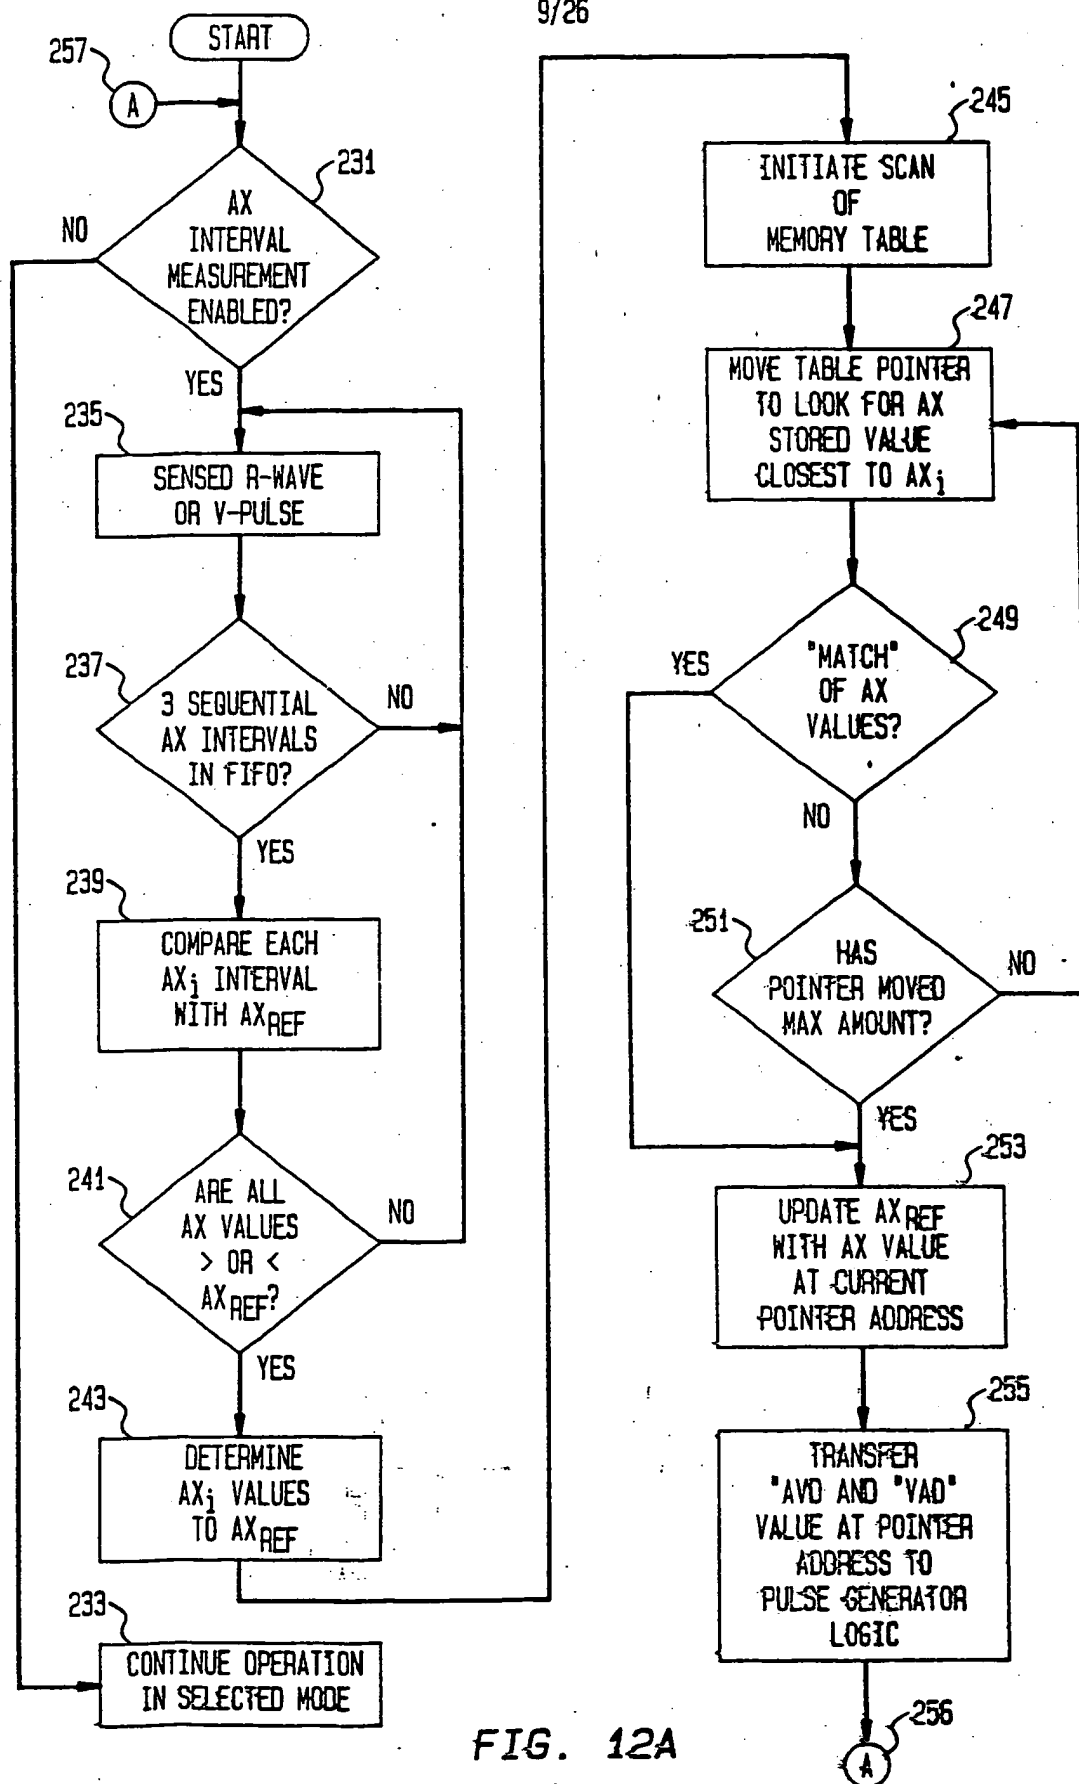 9/26
START
257
A
231
AX
INTERVAL
MEASUREMENT
ENABLED?
NO
YES
235
SENSED R-WAVE
OR V-PULSE
237
3 SEQUENTIAL
AX INTERVALS
IN FIFO?
NO
YES
239
COMPARE EACH
AXi INTERVAL
WITH AXREF
241
ARE ALL
AX VALUES
> OR <
AXREF?
NO
YES
243
DETERMINE
AXi VALUES
TO AXREF
233
CONTINUE OPERATION
IN SELECTED MODE
245
INITIATE SCAN
OF
MEMORY TABLE
247
MOVE TABLE POINTER
TO LOOK FOR AX
STORED VALUE
CLOSEST TO AXi
249
"MATCH"
OF AX
VALUES?
YES
NO
251
HAS
POINTER MOVED
MAX AMOUNT?
NO
YES
253
UPDATE AXREF
WITH AX VALUE
AT CURRENT
POINTER ADDRESS
255
TRANSFER
"AVD AND "VAD"
VALUE AT POINTER
ADDRESS TO
PULSE GENERATOR
LOGIC
256
A
FIG. 12A